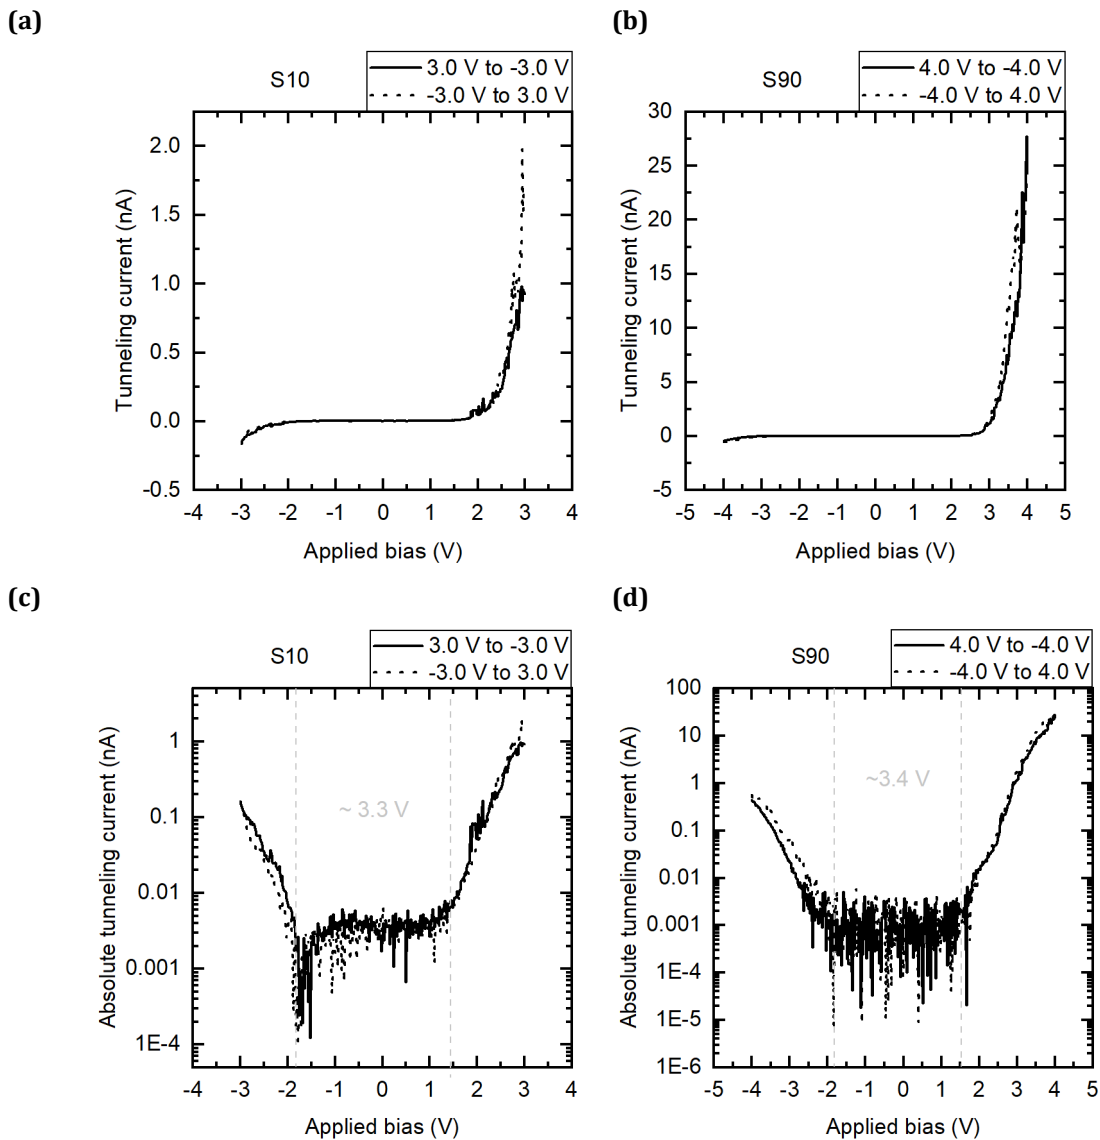 (a)
S10
3.0 V to -3.0 V
-3.0 V to 3.0 V
2.0
1.5
1.0
0.5
0.0
-0.5
Tunneling current (nA)
-4 -3 -2 -1 0 1 2 3 4
Applied bias (V)
(b)
S90
4.0 V to -4.0 V
-4.0 V to 4.0 V
30
25
20
15
10
5
0
-5
Tunneling current (nA)
-5 -4 -3 -2 -1 0 1 2 3 4 5
Applied bias (V)
(c)
S10
3.0 V to -3.0 V
-3.0 V to 3.0 V
1
0.1
0.01
0.001
1E-4
Absolute tunneling current (nA)
~ 3.3 V
-4 -3 -2 -1 0 1 2 3 4
Applied bias (V)
(d)
S90
4.0 V to -4.0 V
-4.0 V to 4.0 V
100
10
1
0.1
0.01
0.001
1E-4
1E-5
1E-6
Absolute tunneling current (nA)
~3.4 V
-5 -4 -3 -2 -1 0 1 2 3 4 5
Applied bias (V)